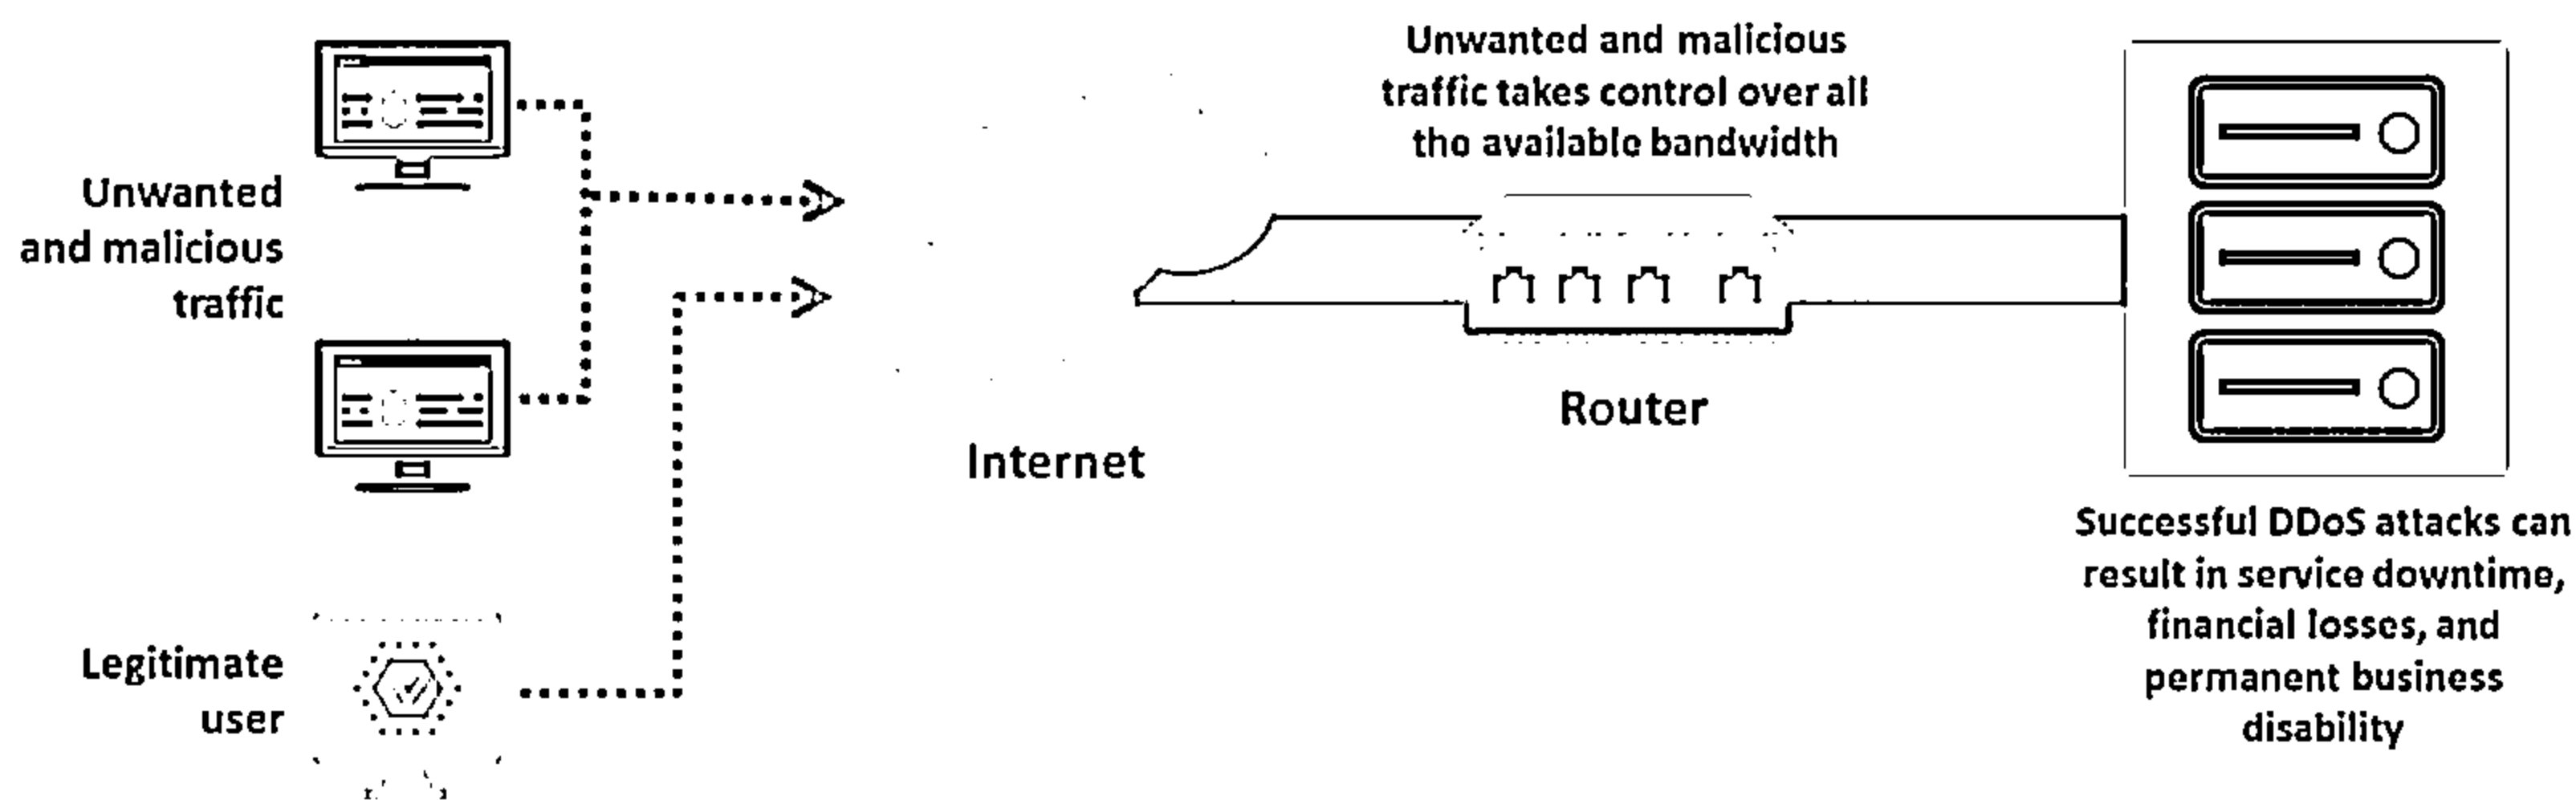 Unwanted and malicious
traffic takes control over all
tho available bandwidth
Unwanted
and malicious
traffic
Router
Internet
Successful DDoS attacks can
result in service downtime,
financial losses, and
permanent business
disability
Legitimate
user